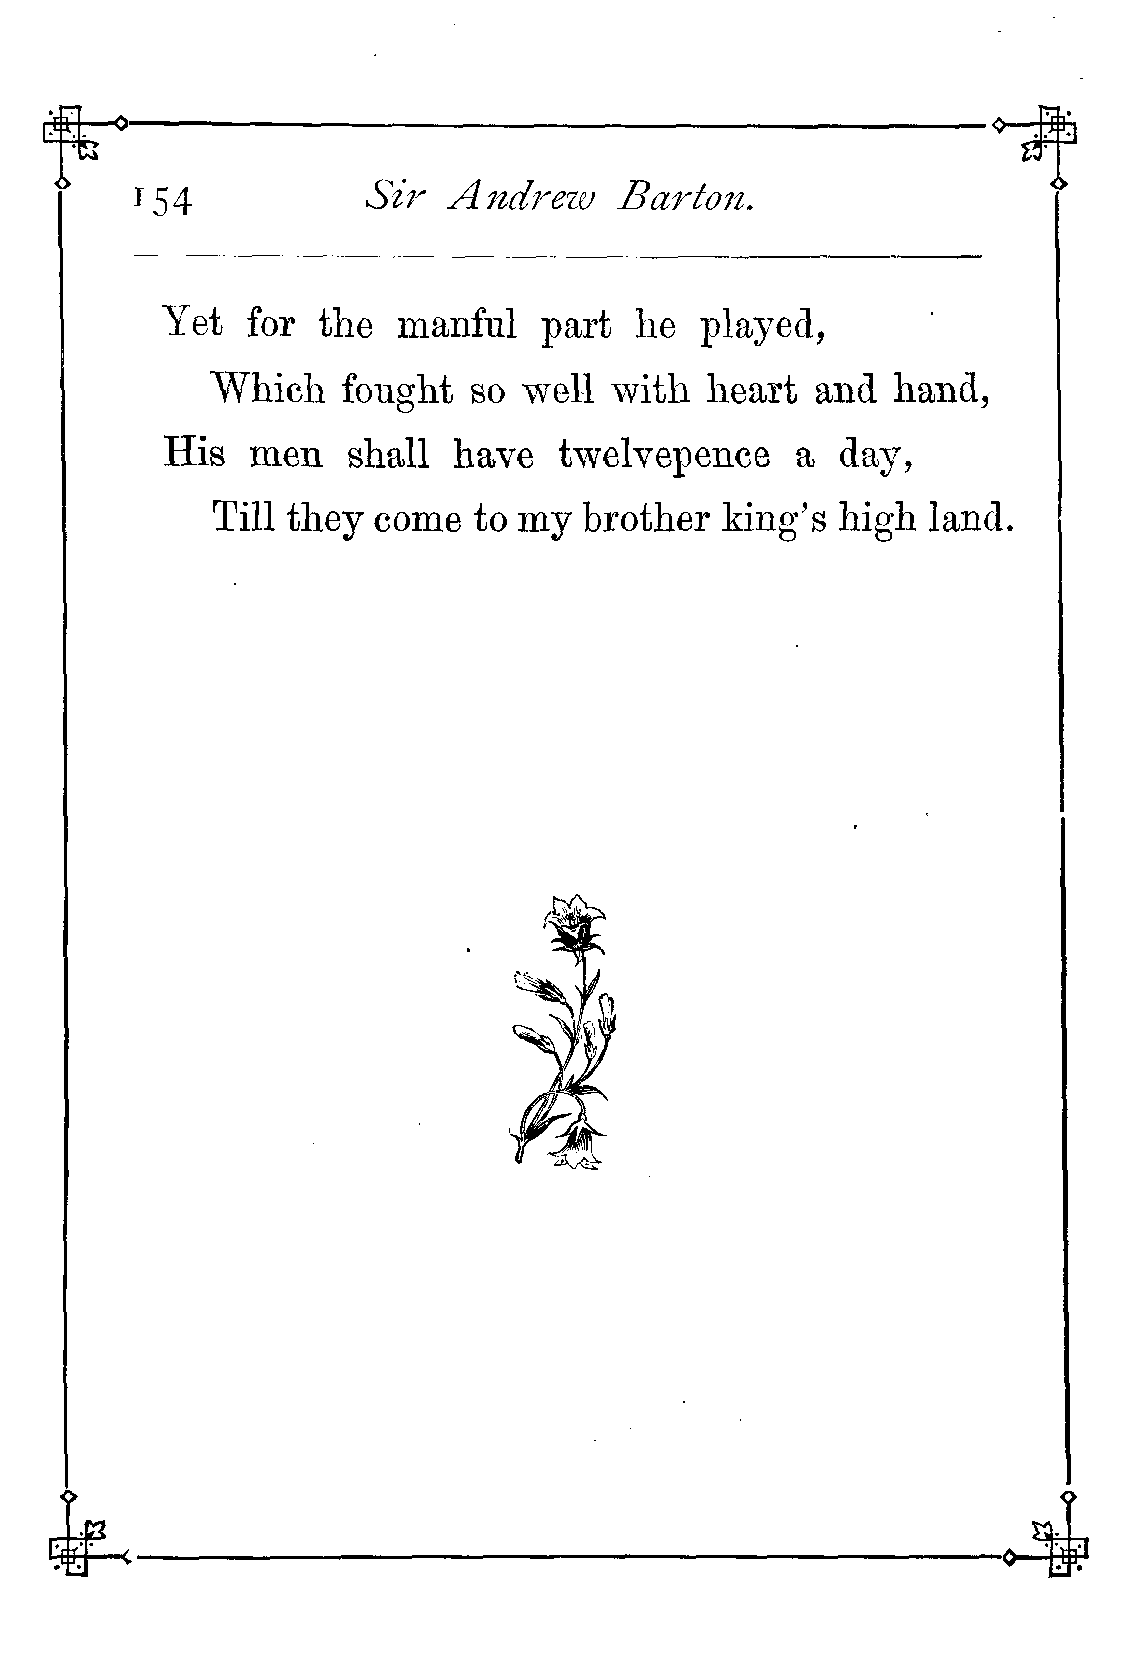 154 Sir Andrew Barton.
Yet for the manful part he played,
Which fought so well with heart and hand,
His men shall have twelvepence a day,
Till they come to my brother king's high land.